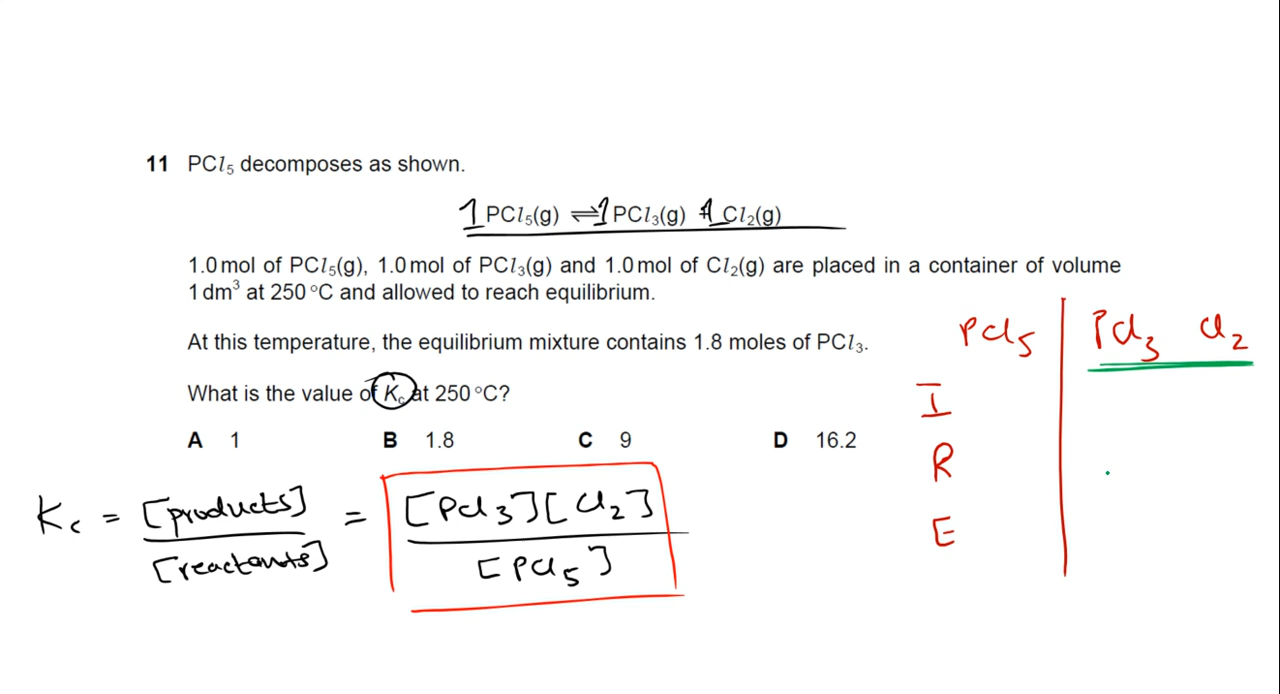 11 PCl5 decomposes as shown.
1 PCl5(g) ⇌ 1 PCl3(g) + 1 Cl2(g)
1.0 mol of PCl5(g), 1.0 mol of PCl3(g) and 1.0 mol of Cl2(g) are placed in a container of volume
1 dm³ at 250 °C and allowed to reach equilibrium.
At this temperature, the equilibrium mixture contains 1.8 moles of PCl3.
What is the value of Kc at 250 °C?
A 1 B 1.8 C 9 D 16.2
Kc = [products] / [reactants] = [PCl3][Cl2] / [PCl5]
PCl5 PCl3 Cl2
I
R
E